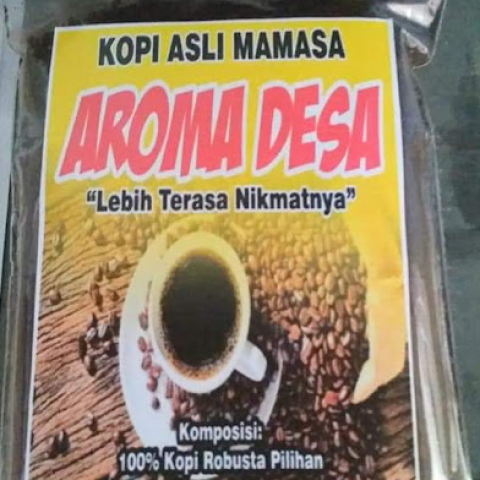 KOPI ASLI MAMASA
AROMA DESA
"Lebih Terasa Nikmatnya"
Komposisi:
100% Kopi Robusta Pilihan